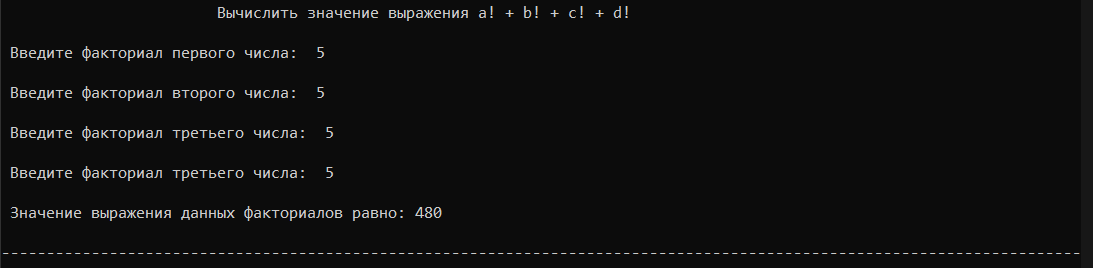 Вычислить значение выражения a! + b! + c! + d!
Введите факториал первого числа: 5
Введите факториал второго числа: 5
Введите факториал третьего числа: 5
Введите факториал третьего числа: 5
Значение выражения данных факториалов равно: 480
------------------------------------------------------------------------------------------------------------------------